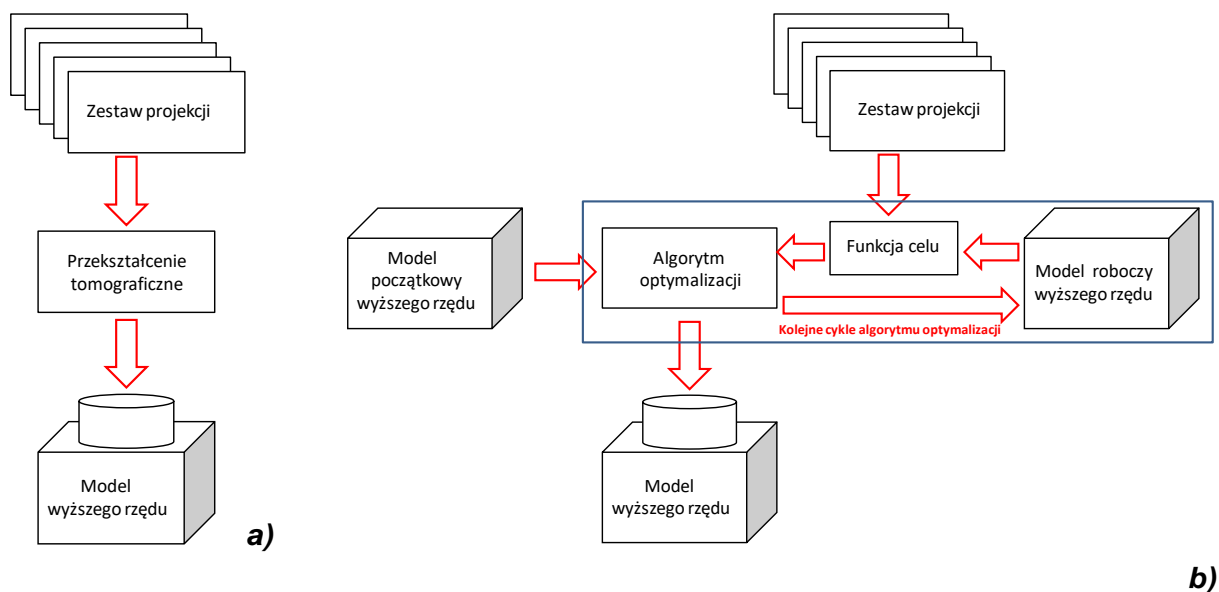 Zestaw projekcji
Przekształcenie
tomograficzne
Model
wyższego rzędu
a)
Zestaw projekcji
Model
początkowy
wyższego rzędu
Algorytm
optymalizacji
Funkcja celu
Model roboczy
wyższego rzędu
Kolejne cykle algorytmu optymalizacji
Model
wyższego rzędu
b)